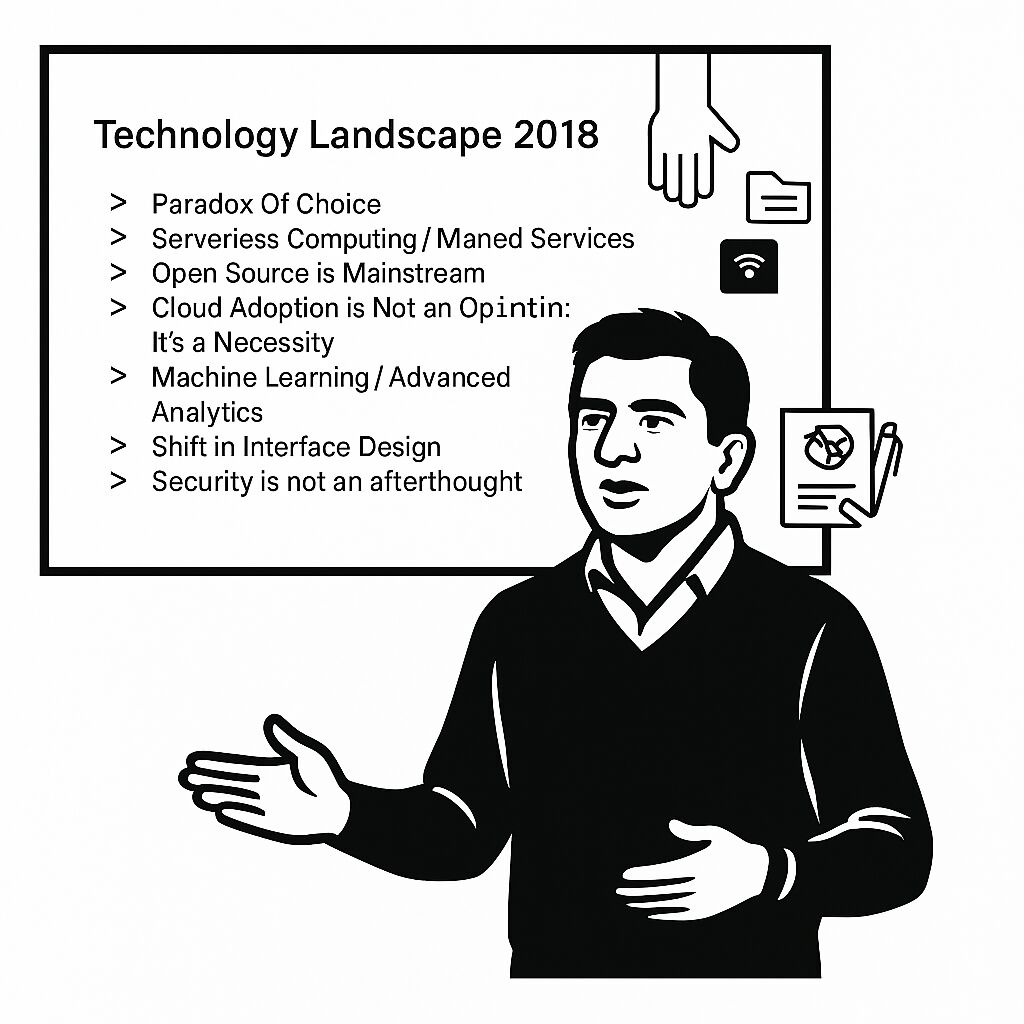 Technology Landscape 2018
> Paradox Of Choice
> Serveriess Computing / Maned Services
> Open Source is Mainstream
> Cloud Adoption is Not an Opintin:
It's a Necessity
> Machine Learning / Advanced
Analytics
> Shift in Interface Design
> Security is not an afterthought